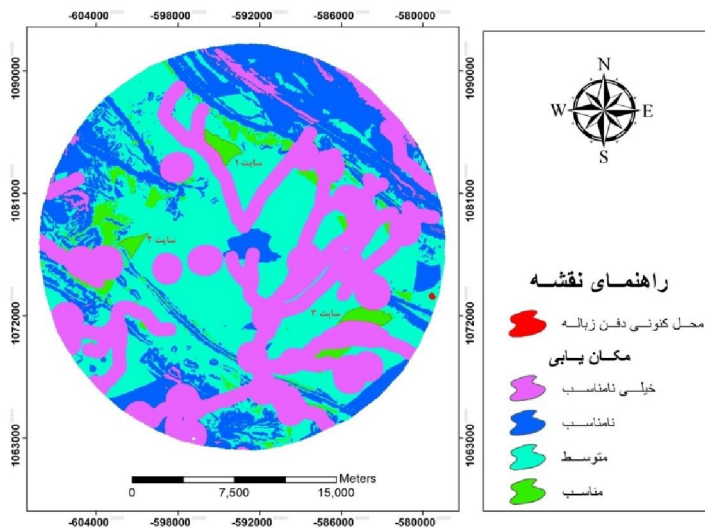 -604000 -598000 -592000 -586000 -580000
1090000 1090000
1081000 1081000
1072000 1072000
1063000 1063000
سایت ۱
سایت ۲
سایت ۳
Meters
0 7,500 15,000
-604000 -598000 -592000 -586000 -580000
N
W E
S
راهنمای نقشه
محل کنونی دفن زباله
مکان یابی
خیلی نامناسب
نامناسب
متوسط
مناسب